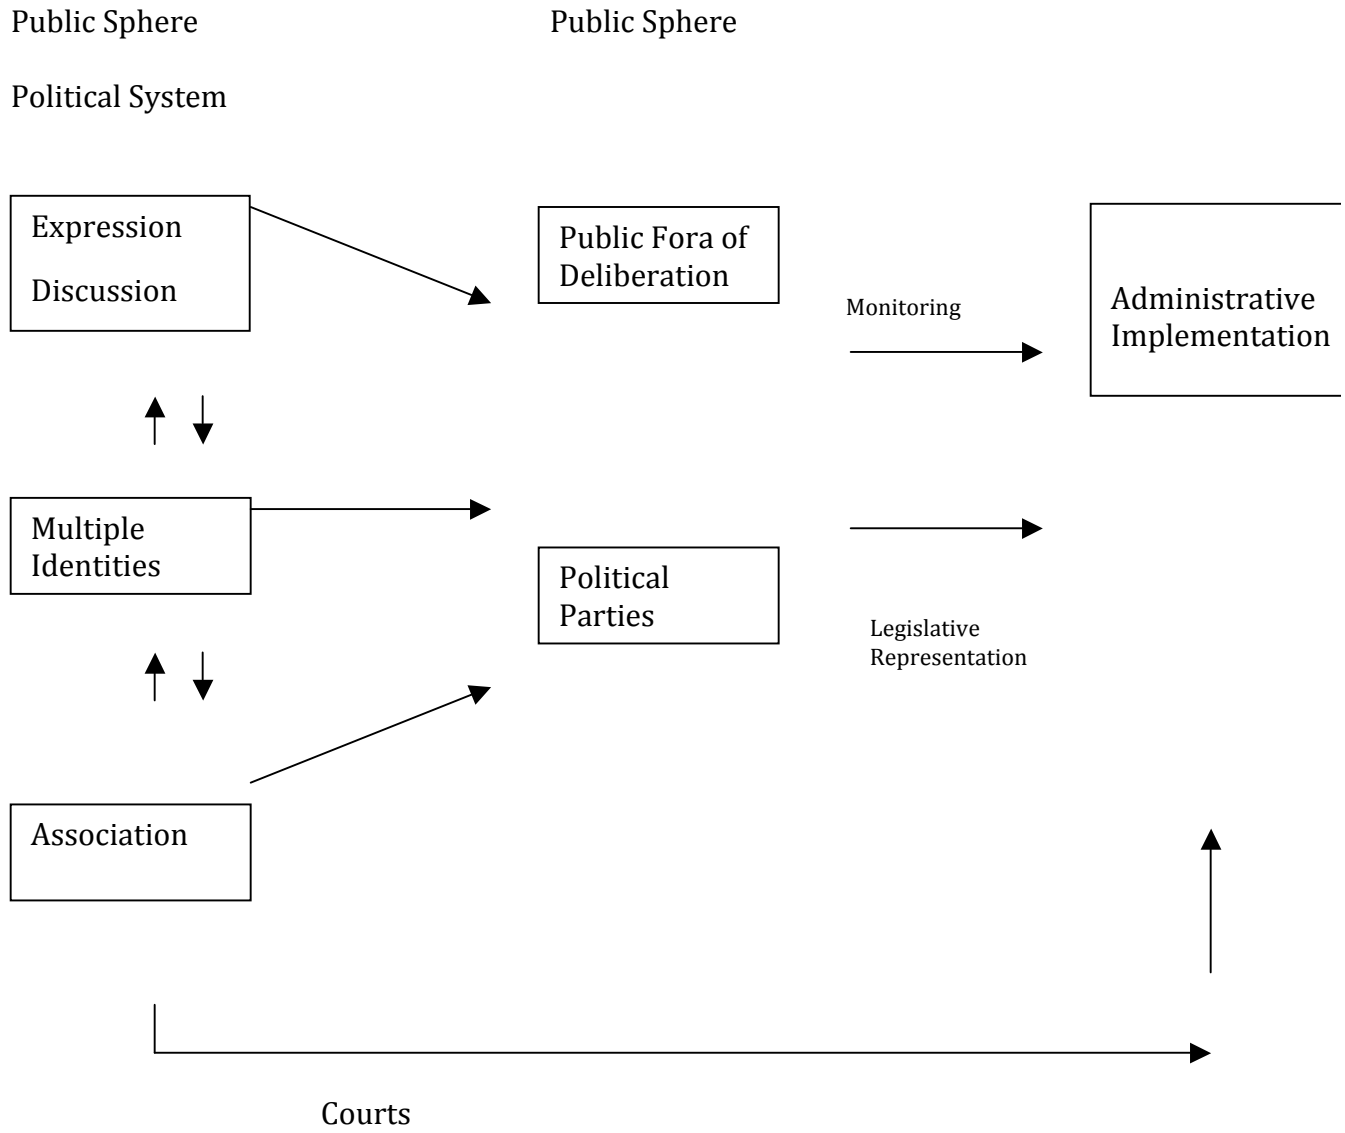 Public Sphere
Public Sphere
Political System
Expression
Discussion
Public Fora of
Deliberation
Monitoring
Administrative
Implementation
Multiple
Identities
Political
Parties
Legislative
Representation
Association
Courts